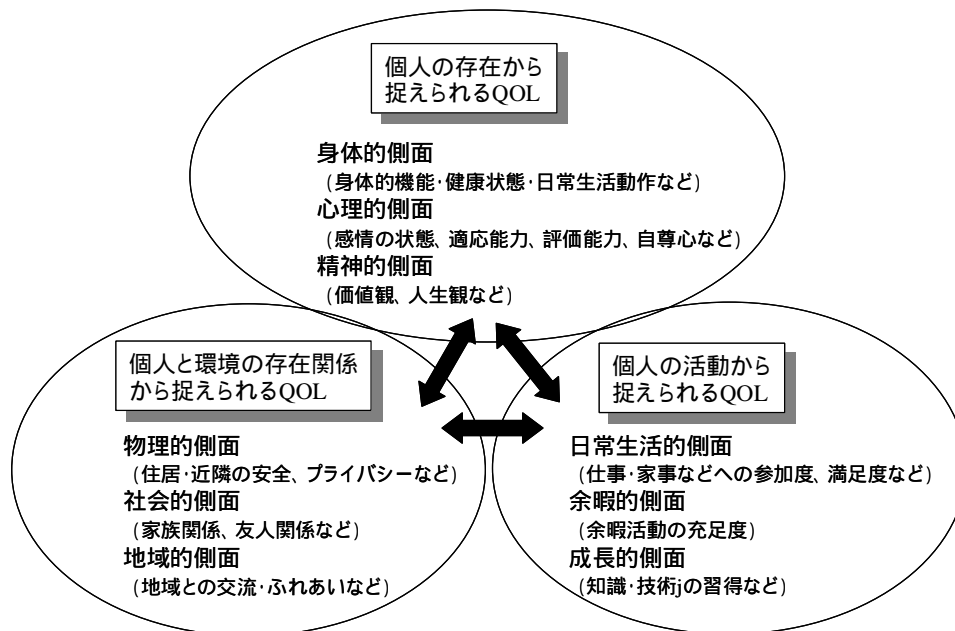 個人の存在から
捉えられるQOL
身体的側面
(身体的機能・健康状態・日常生活動作など)
心理的側面
(感情の状態、適応能力、評価能力、自尊心など)
精神的側面
(価値観、人生観など)
個人と環境の存在関係
から捉えられるQOL
物理的側面
(住居・近隣の安全、プライバシーなど)
社会的側面
(家族関係、友人関係など)
地域的側面
(地域との交流・ふれあいなど)
個人の活動から
捉えられるQOL
日常生活的側面
(仕事・家事などへの参加度、満足度など)
余暇的側面
(余暇活動の充足度)
成長的側面
(知識・技術jの習得など)